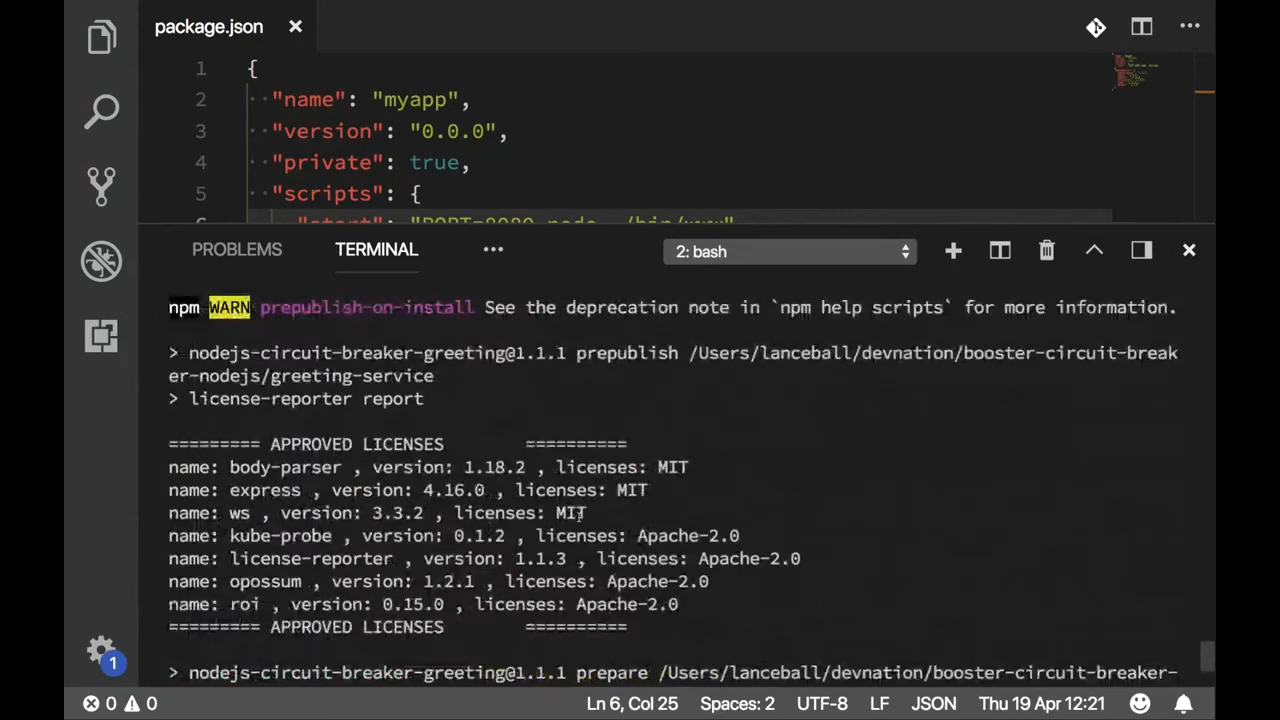 package.json
1 {
2 "name": "myapp",
3 "version": "0.0.0",
4 "private": true,
5 "scripts": {
6 "start": "PORT=8080 node ./bin/www"
PROBLEMS TERMINAL 2: bash
npm WARN prepublish-on-install See the deprecation note in `npm help scripts` for more information.
> nodejs-circuit-breaker-greeting@1.1.1 prepublish /Users/lanceball/devnation/booster-circuit-break
er-nodejs/greeting-service
> license-reporter report
========= APPROVED LICENSES ==========
name: body-parser , version: 1.18.2 , licenses: MIT
name: express , version: 4.16.0 , licenses: MIT
name: ws , version: 3.3.2 , licenses: MIT
name: kube-probe , version: 0.1.2 , licenses: Apache-2.0
name: license-reporter , version: 1.1.3 , licenses: Apache-2.0
name: opossum , version: 1.2.1 , licenses: Apache-2.0
name: roi , version: 0.15.0 , licenses: Apache-2.0
========= APPROVED LICENSES ==========
> nodejs-circuit-breaker-greeting@1.1.1 prepare /Users/lanceball/devnation/booster-circuit-breaker-
1
0 0 Ln 6, Col 25 Spaces: 2 UTF-8 LF JSON Thu 19 Apr 12:21